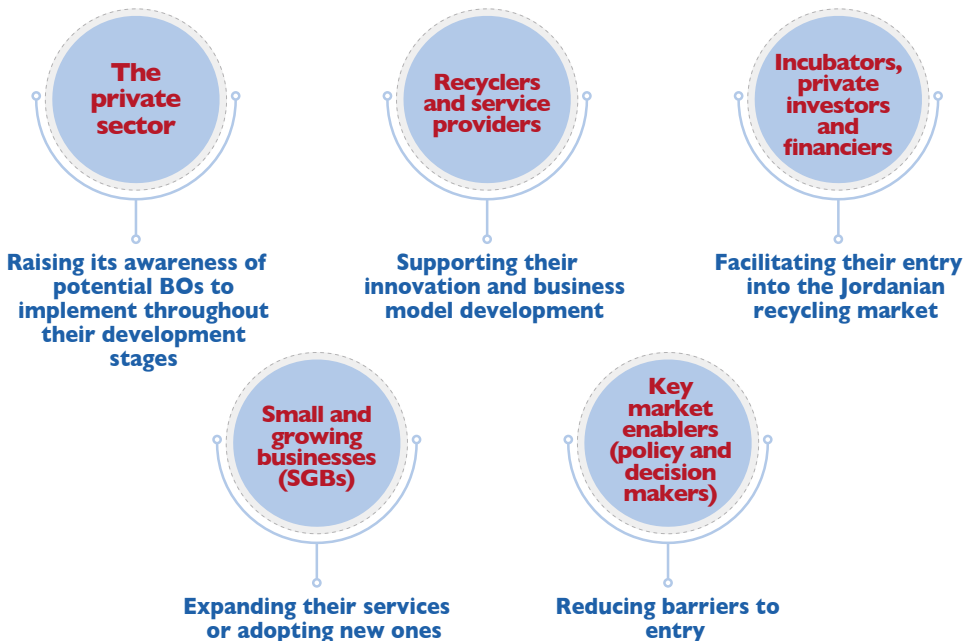 The
private
sector
Raising its awareness of
potential BOs to
implement throughout
their development
stages
Recyclers
and service
providers
Supporting their
innovation and business
model development
Incubators,
private
investors
and
financiers
Facilitating their entry
into the Jordanian
recycling market
Small and
growing
businesses
(SGBs)
Expanding their services
or adopting new ones
Key
market
enablers
(policy and
decision
makers)
Reducing barriers to
entry